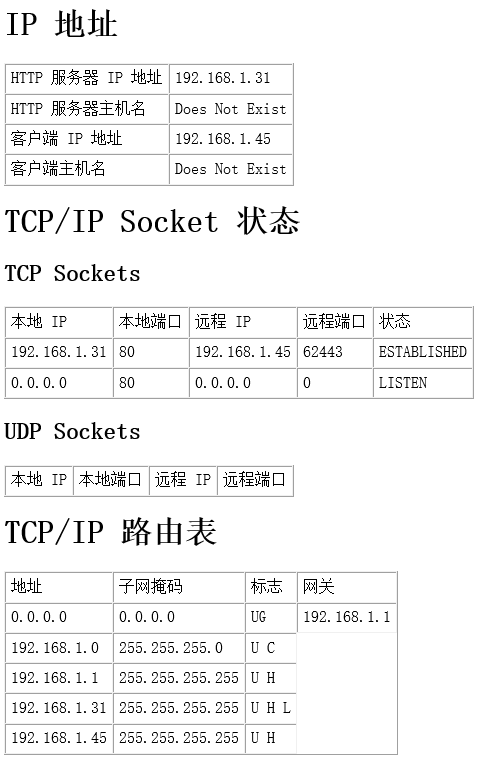 IP 地址
HTTP 服务器 IP 地址 192.168.1.31
HTTP 服务器主机名 Does Not Exist
客户端 IP 地址 192.168.1.45
客户端主机名 Does Not Exist
TCP/IP Socket 状态
TCP Sockets
本地 IP 本地端口 远程 IP 远程端口 状态
192.168.1.31 80 192.168.1.45 62443 ESTABLISHED
0.0.0.0 80 0.0.0.0 0 LISTEN
UDP Sockets
本地 IP 本地端口 远程 IP 远程端口
TCP/IP 路由表
地址 子网掩码 标志 网关
0.0.0.0 0.0.0.0 UG 192.168.1.1
192.168.1.0 255.255.255.0 U C
192.168.1.1 255.255.255.255 U H
192.168.1.31 255.255.255.255 U H L
192.168.1.45 255.255.255.255 U H